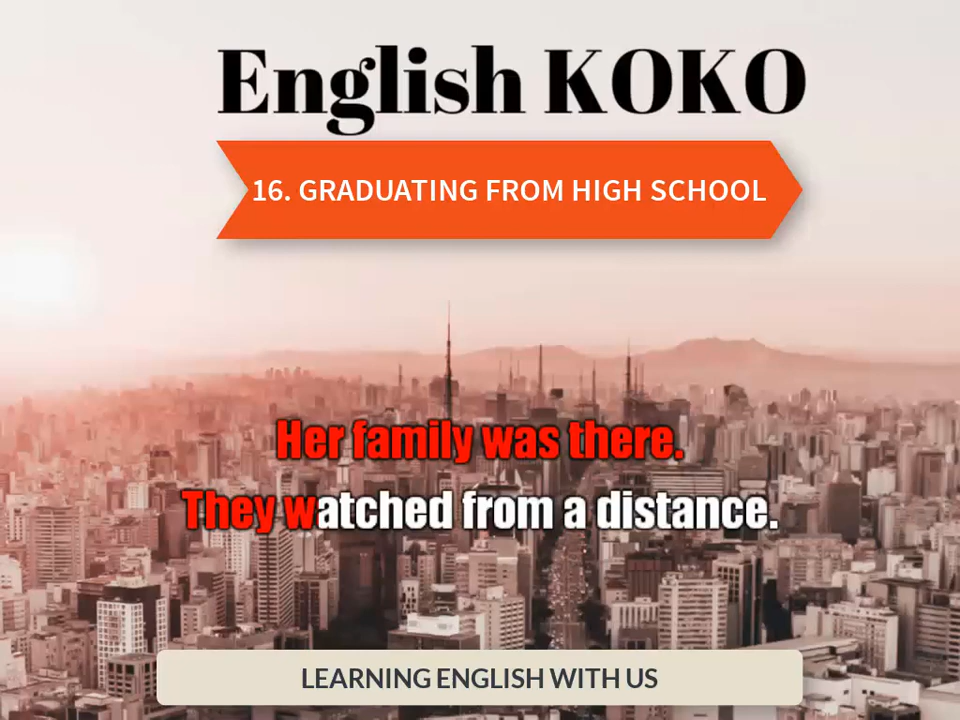 English KOKO
16. GRADUATING FROM HIGH SCHOOL
Her family was there.
They watched from a distance.
LEARNING ENGLISH WITH US